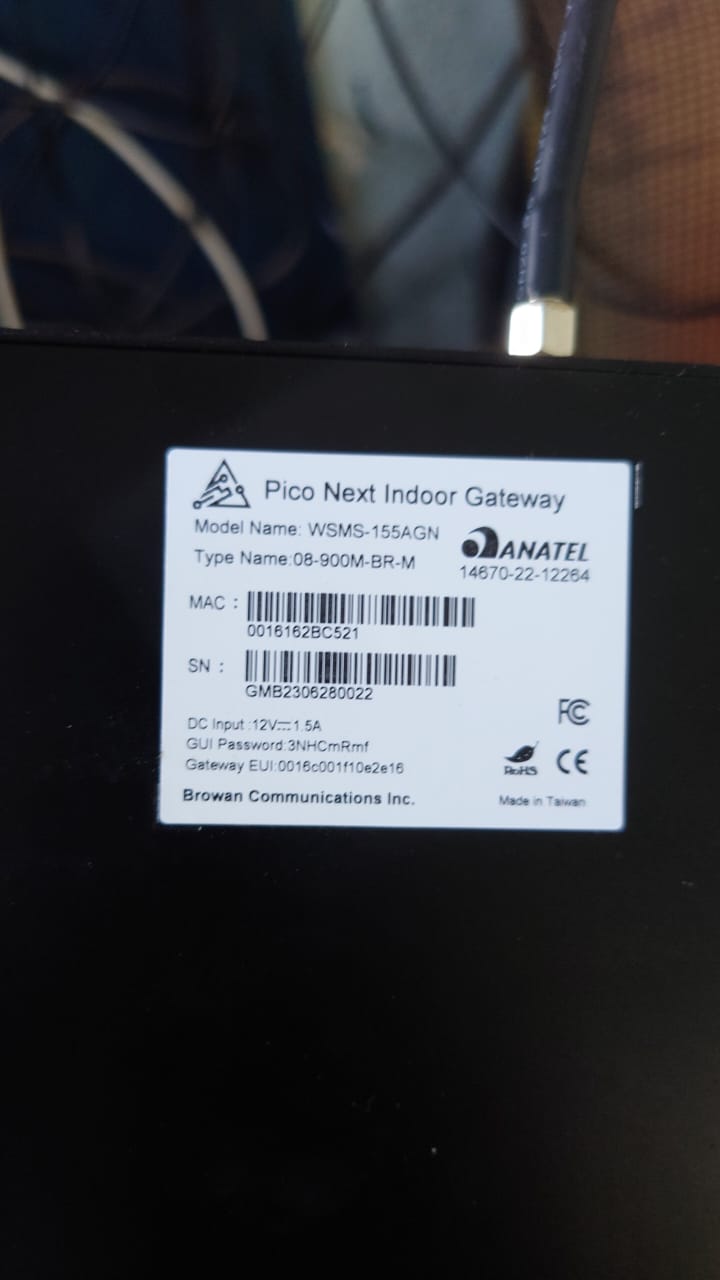 Pico Next Indoor Gateway
Model Name: WSMS-155AGN
Type Name:08-900M-BR-M
ANATEL
14670-22-12264
MAC :
0016162BC521
SN :
GMB2306280022
DC Input :12V⎓1.5A
GUI Password:3NHCmRmf
Gateway EUI:0016c001f10e2e16
FC
RoHS
CE
Browan Communications Inc.
Made in Taiwan